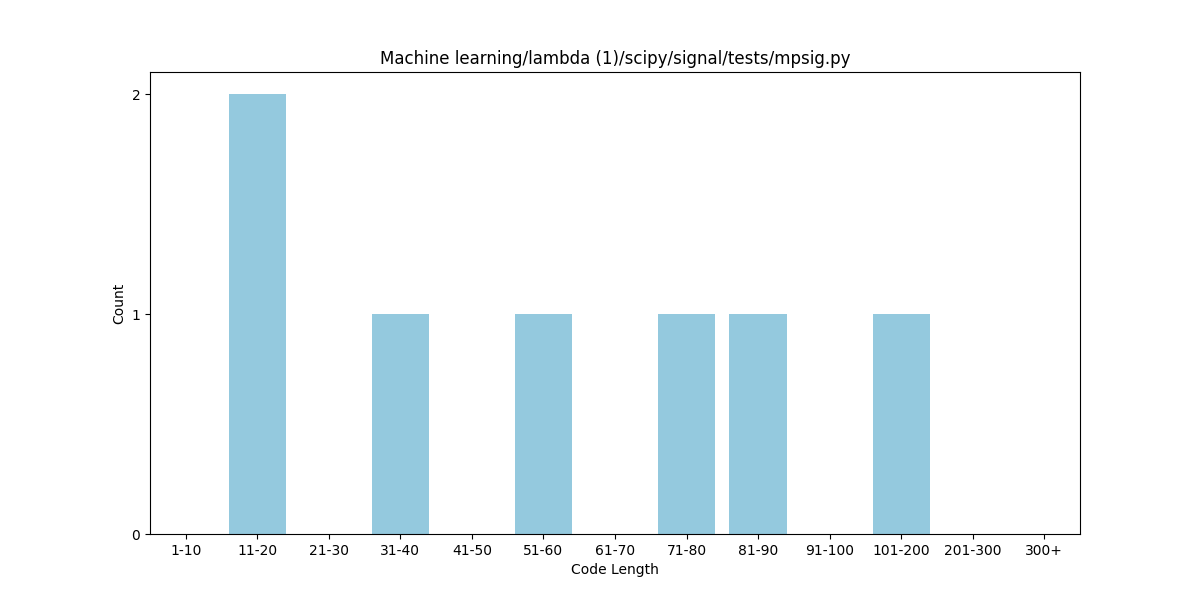 Machine learning/lambda (1)/scipy/signal/tests/mpsig.py
Count
2
1
0
1-10 11-20 21-30 31-40 41-50 51-60 61-70 71-80 81-90 91-100 101-200 201-300 300+
Code Length